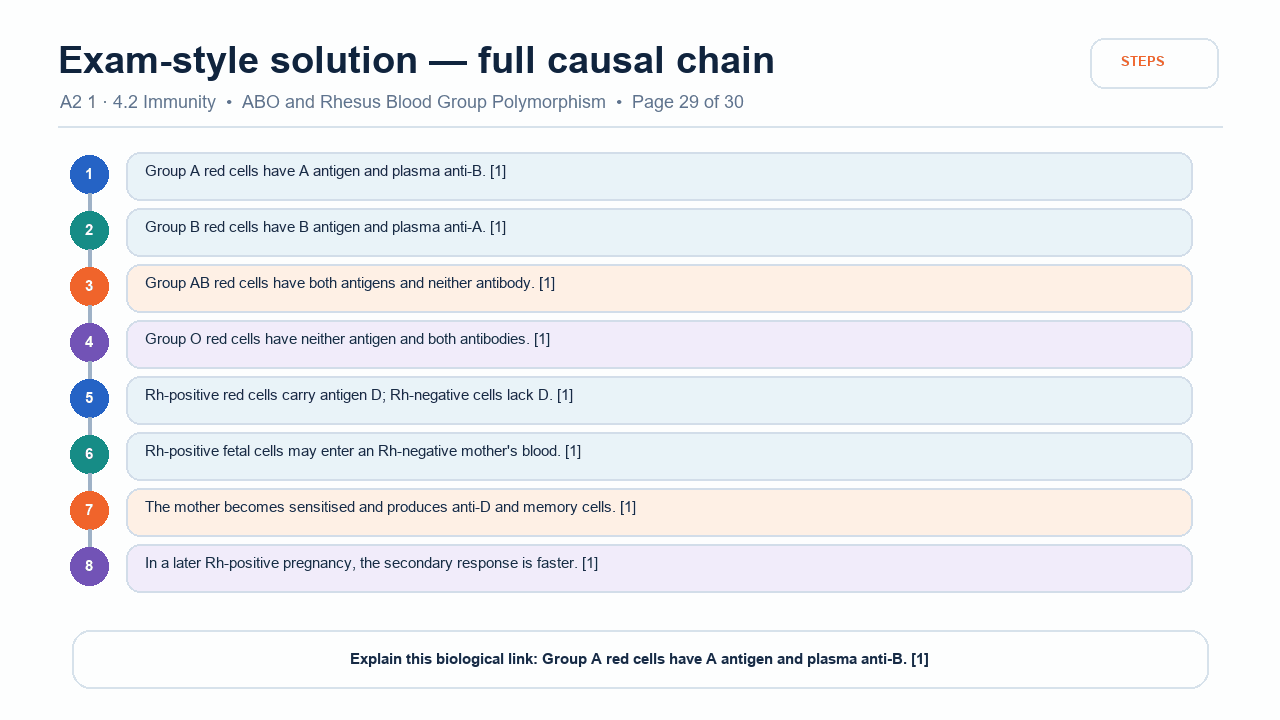 Exam-style solution — full causal chain
STEPS
A2 1 · 4.2 Immunity • ABO and Rhesus Blood Group Polymorphism • Page 29 of 30
1 Group A red cells have A antigen and plasma anti-B. [1]
2 Group B red cells have B antigen and plasma anti-A. [1]
3 Group AB red cells have both antigens and neither antibody. [1]
4 Group O red cells have neither antigen and both antibodies. [1]
5 Rh-positive red cells carry antigen D; Rh-negative cells lack D. [1]
6 Rh-positive fetal cells may enter an Rh-negative mother's blood. [1]
7 The mother becomes sensitised and produces anti-D and memory cells. [1]
8 In a later Rh-positive pregnancy, the secondary response is faster. [1]
Explain this biological link: Group A red cells have A antigen and plasma anti-B. [1]